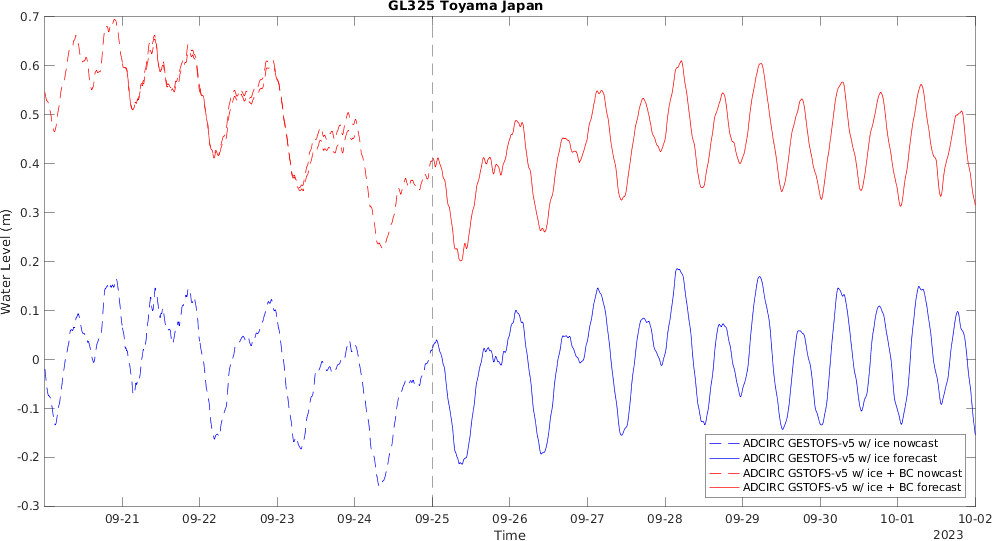 GL325 Toyama Japan
0.7
0.6
0.5
0.4
0.3
0.2
0.1
0
-0.1
-0.2
-0.3
Water Level (m)
ADCIRC GESTOFS-v5 w/ ice nowcast
ADCIRC GESTOFS-v5 w/ ice forecast
ADCIRC GSTOFS-v5 w/ ice + BC nowcast
ADCIRC GSTOFS-v5 w/ ice + BC forecast
09-21 09-22 09-23 09-24 09-25 09-26 09-27 09-28 09-29 09-30 10-01 10-02
2023
Time